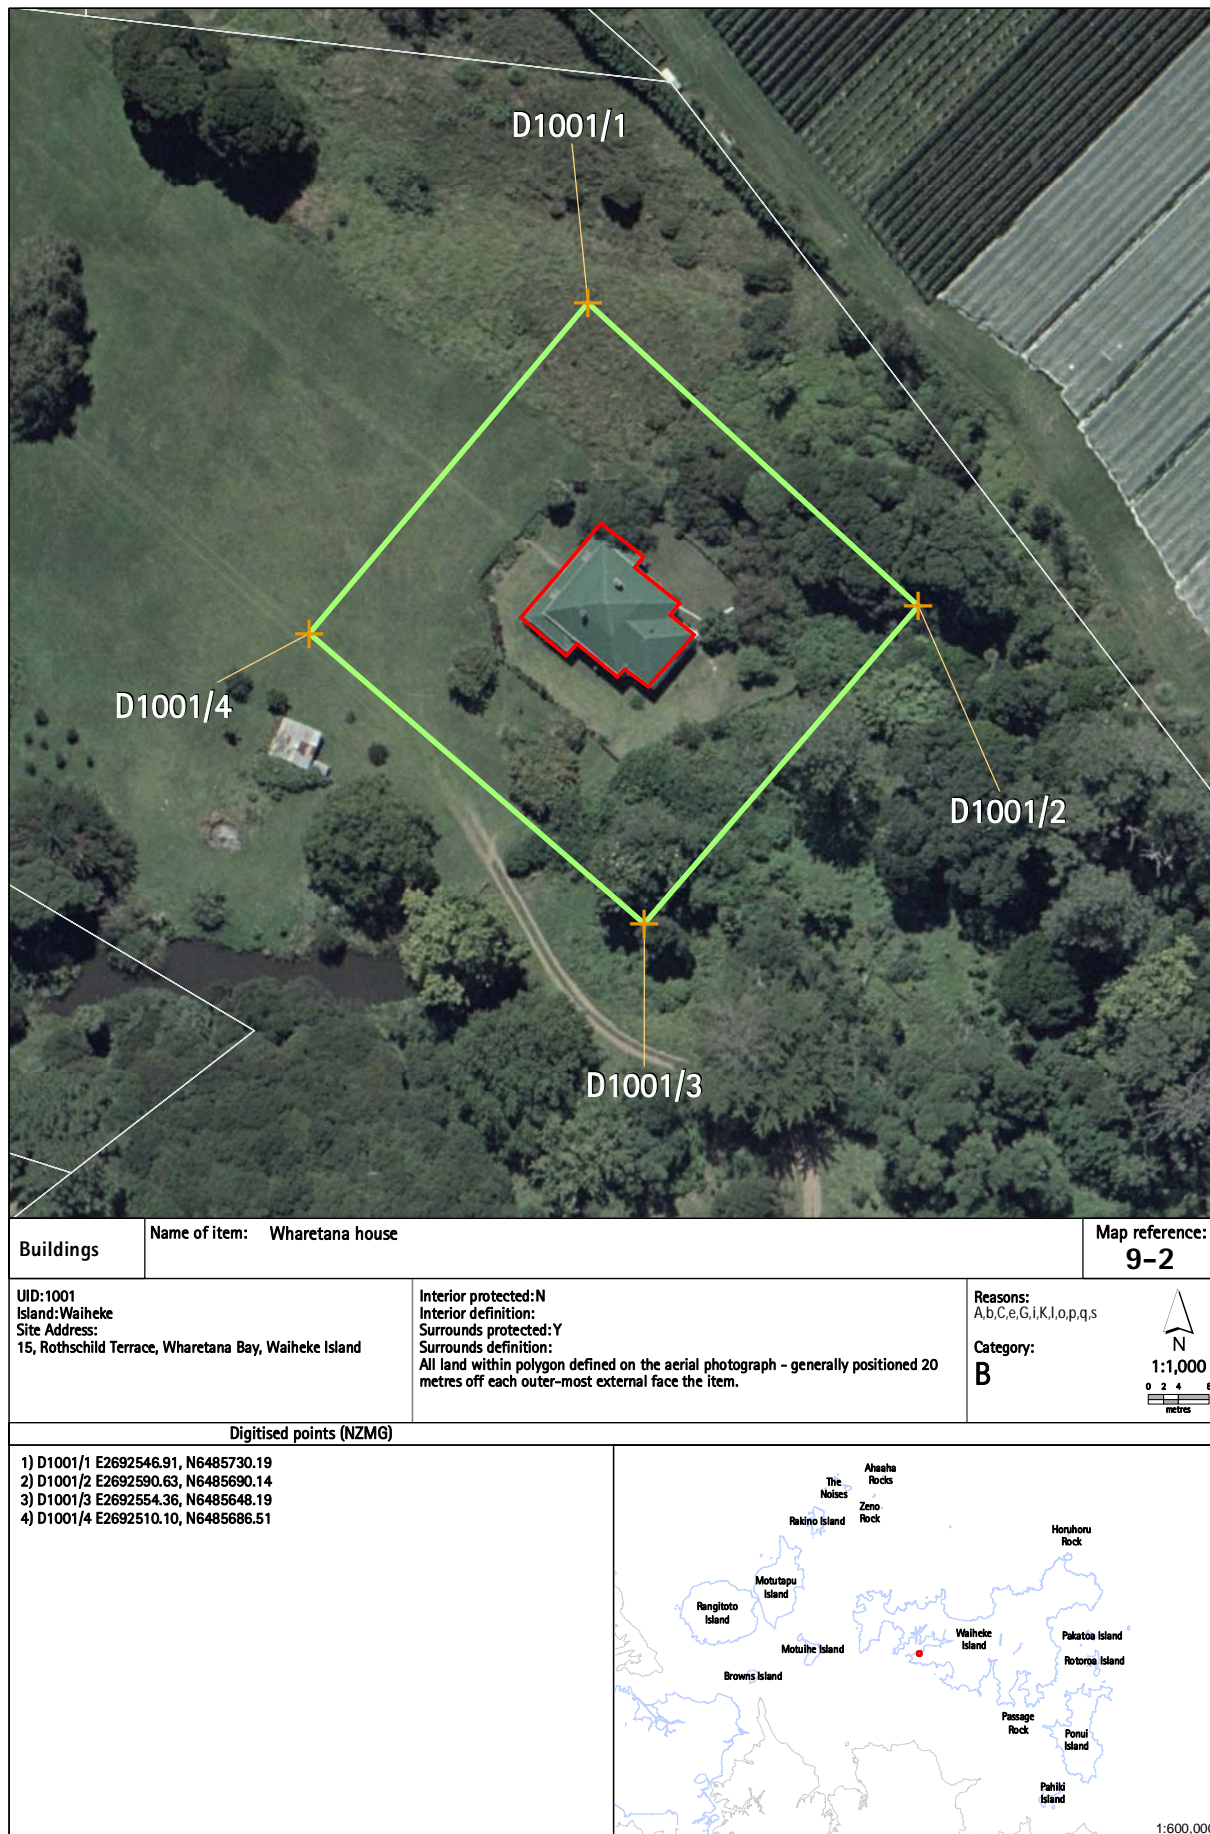 D1001/1
D1001/4
D1001/2
D1001/3
Buildings
Name of item: Wharetana house
Map reference:
9-2
UID:1001
Island:Waiheke
Site Address:
15, Rothschild Terrace, Wharetana Bay, Waiheke Island
Interior protected:N
Interior definition:
Surrounds protected:Y
Surrounds definition:
All land within polygon defined on the aerial photograph - generally positioned 20
metres off each outer-most external face the item.
Reasons:
A,b,C,e,G,i,K,l,o,p,q,s
Category:
B
N
1:1,000
0 2 4 8
metres
Digitised points (NZMG)
1) D1001/1 E2692546.91, N6485730.19
2) D1001/2 E2692590.63, N6485690.14
3) D1001/3 E2692554.36, N6485648.19
4) D1001/4 E2692510.10, N6485686.51
Ahaaha
Rocks
The
Noises
Zeno
Rock
Rakino Island
Horuhoru
Rock
Motutapu
Island
Rangitoto
Island
Waiheke
Island
Pakatoa Island
Motuihe Island
Rotoroa Island
Browns Island
Passage
Rock
Ponui
Island
Pahiki
Island
1:600,000